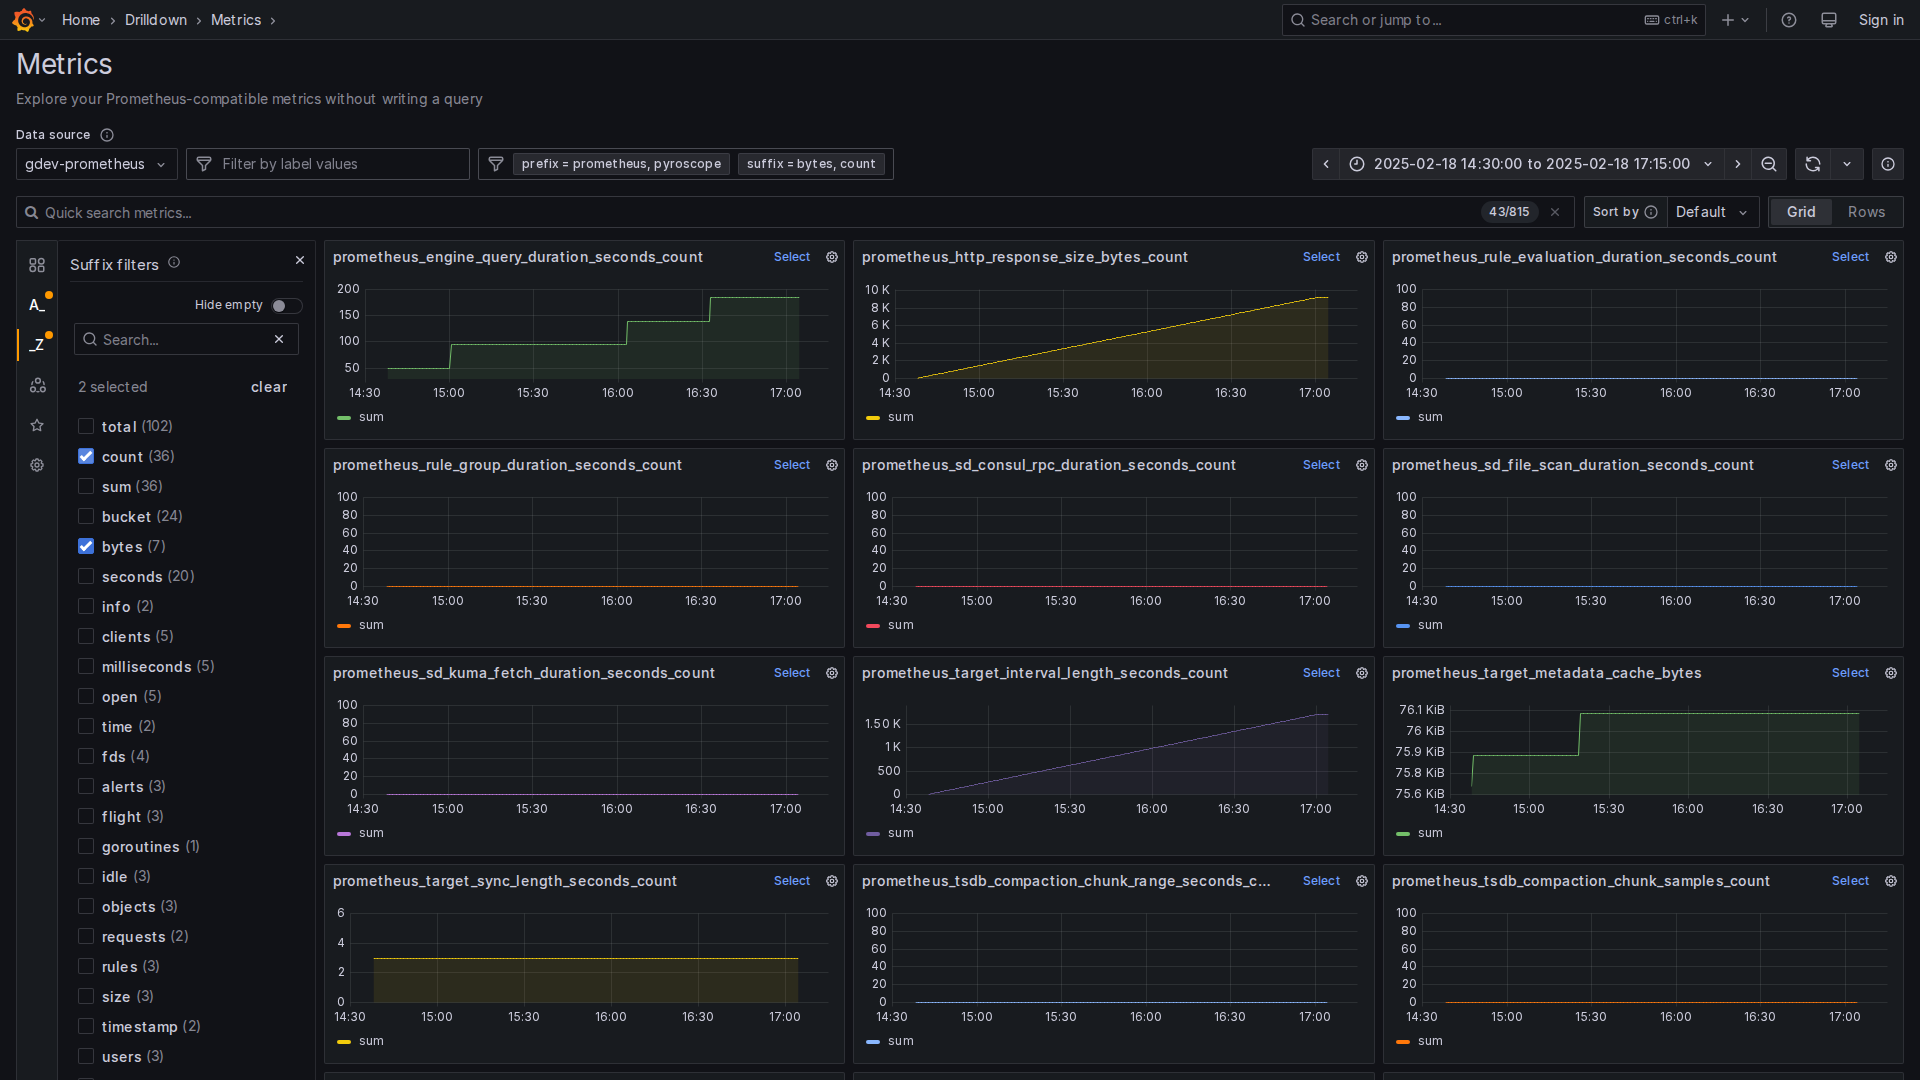 Home › Drilldown › Metrics ›
Search or jump to... ctrl+k
Sign in
Metrics
Explore your Prometheus-compatible metrics without writing a query
Data source
gdev-prometheus
Filter by label values
prefix = prometheus, pyroscope
suffix = bytes, count
2025-02-18 14:30:00 to 2025-02-18 17:15:00
Quick search metrics...
43/815
Sort by
Default
Grid
Rows
A_
_Z
Suffix filters
Hide empty
Search...
2 selected
clear
total (102)
count (36)
sum (36)
bucket (24)
bytes (7)
seconds (20)
info (2)
clients (5)
milliseconds (5)
open (5)
time (2)
fds (4)
alerts (3)
flight (3)
goroutines (1)
idle (3)
objects (3)
requests (2)
rules (3)
size (3)
timestamp (2)
users (3)
prometheus_engine_query_duration_seconds_count
Select
200
150
100
50
14:30 15:00 15:30 16:00 16:30 17:00
sum
prometheus_http_response_size_bytes_count
Select
10 K
8 K
6 K
4 K
2 K
0
14:30 15:00 15:30 16:00 16:30 17:00
sum
prometheus_rule_evaluation_duration_seconds_count
Select
100
80
60
40
20
0
14:30 15:00 15:30 16:00 16:30 17:00
sum
prometheus_rule_group_duration_seconds_count
Select
100
80
60
40
20
0
14:30 15:00 15:30 16:00 16:30 17:00
sum
prometheus_sd_consul_rpc_duration_seconds_count
Select
100
80
60
40
20
0
14:30 15:00 15:30 16:00 16:30 17:00
sum
prometheus_sd_file_scan_duration_seconds_count
Select
100
80
60
40
20
0
14:30 15:00 15:30 16:00 16:30 17:00
sum
prometheus_sd_kuma_fetch_duration_seconds_count
Select
100
80
60
40
20
0
14:30 15:00 15:30 16:00 16:30 17:00
sum
prometheus_target_interval_length_seconds_count
Select
1.50 K
1 K
500
0
14:30 15:00 15:30 16:00 16:30 17:00
sum
prometheus_target_metadata_cache_bytes
Select
76.1 KiB
76 KiB
75.9 KiB
75.8 KiB
75.6 KiB
14:30 15:00 15:30 16:00 16:30 17:00
sum
prometheus_target_sync_length_seconds_count
Select
6
4
2
0
14:30 15:00 15:30 16:00 16:30 17:00
sum
prometheus_tsdb_compaction_chunk_range_seconds_c...
Select
100
80
60
40
20
0
14:30 15:00 15:30 16:00 16:30 17:00
sum
prometheus_tsdb_compaction_chunk_samples_count
Select
100
80
60
40
20
0
14:30 15:00 15:30 16:00 16:30 17:00
sum